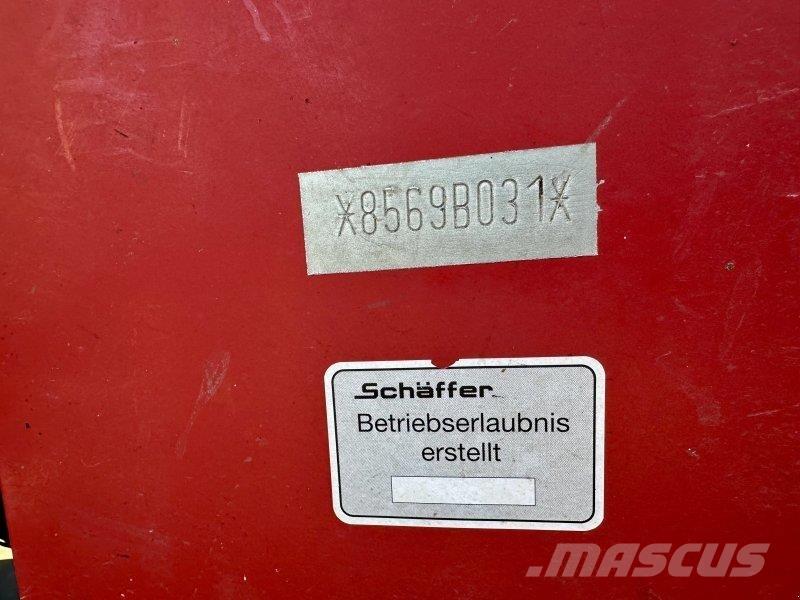 *8569B031*
Schäffer
Betriebserlaubnis
erstellt
MASCUS